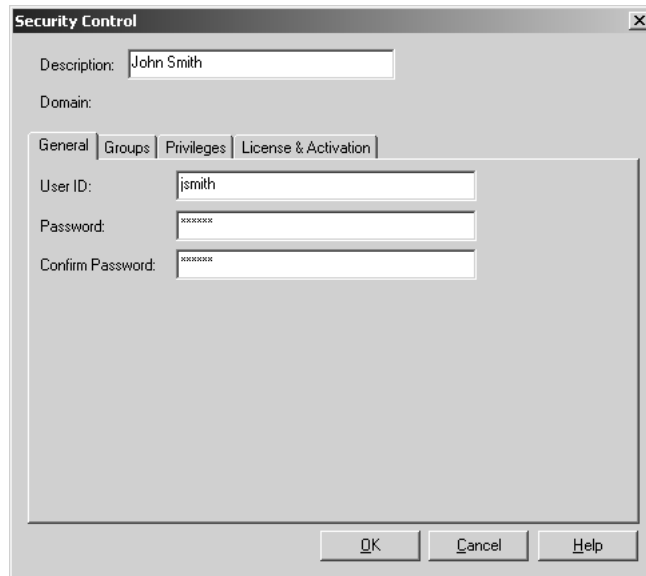 Security Control
Description: John Smith
Domain:
General Groups Privileges License & Activation
User ID: jsmith
Password: ××××××
Confirm Password: ××××××
OK Cancel Help